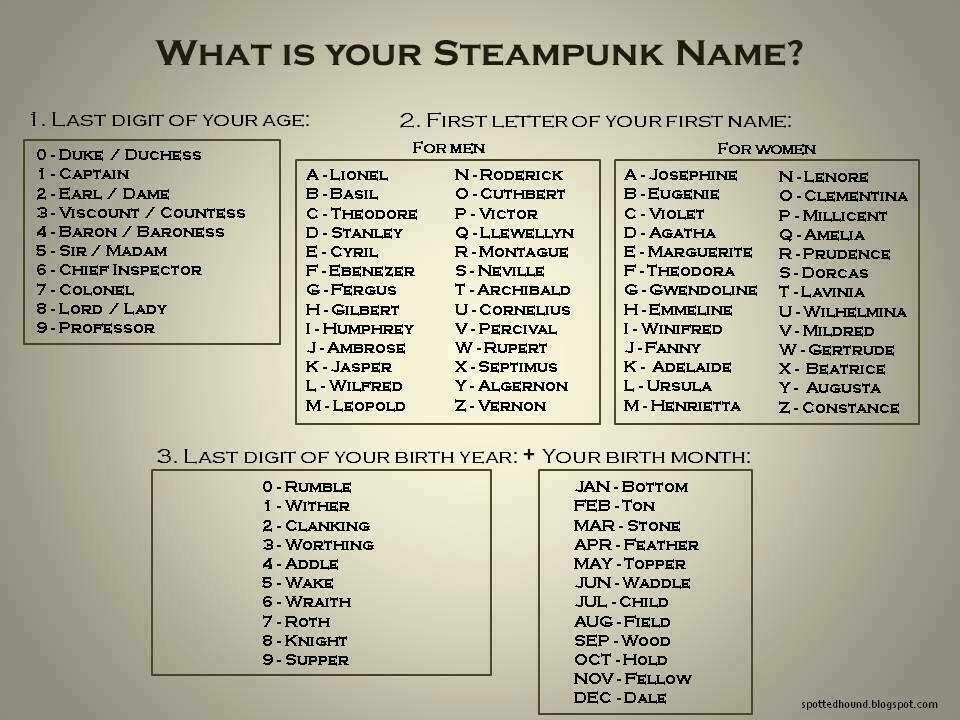 What is your Steampunk Name?
1. Last digit of your age:
0 - Duke / Duchess
1 - Captain
2 - Earl / Dame
3 - Viscount / Countess
4 - Baron / Baroness
5 - Sir / Madam
6 - Chief Inspector
7 - Colonel
8 - Lord / Lady
9 - Professor
2. First letter of your first name:
For men
A - Lionel
B - Basil
C - Theodore
D - Stanley
E - Cyril
F - Ebenezer
G - Fergus
H - Gilbert
I - Humphrey
J - Ambrose
K - Jasper
L - Wilfred
M - Leopold
N - Roderick
O - Cuthbert
P - Victor
Q - Llewellyn
R - Montague
S - Neville
T - Archibald
U - Cornelius
V - Percival
W - Rupert
X - Septimus
Y - Algernon
Z - Vernon
For women
A - Josephine
B - Eugenie
C - Violet
D - Agatha
E - Marguerite
F - Theodora
G - Gwendoline
H - Emmeline
I - Winifred
J - Fanny
K - Adelaide
L - Ursula
M - Henrietta
N - Lenore
O - Clementina
P - Millicent
Q - Amelia
R - Prudence
S - Dorcas
T - Lavinia
U - Wilhelmina
V - Mildred
W - Gertrude
X - Beatrice
Y - Augusta
Z - Constance
3. Last digit of your birth year: + Your birth month:
0 - Rumble
1 - Wither
2 - Clanking
3 - Worthing
4 - Addle
5 - Wake
6 - Wraith
7 - Roth
8 - Knight
9 - Supper
JAN - Bottom
FEB - Ton
MAR - Stone
APR - Feather
MAY - Topper
JUN - Waddle
JUL - Child
AUG - Field
SEP - Wood
OCT - Hold
NOV - Fellow
DEC - Dale
spottedhound.blogspot.com